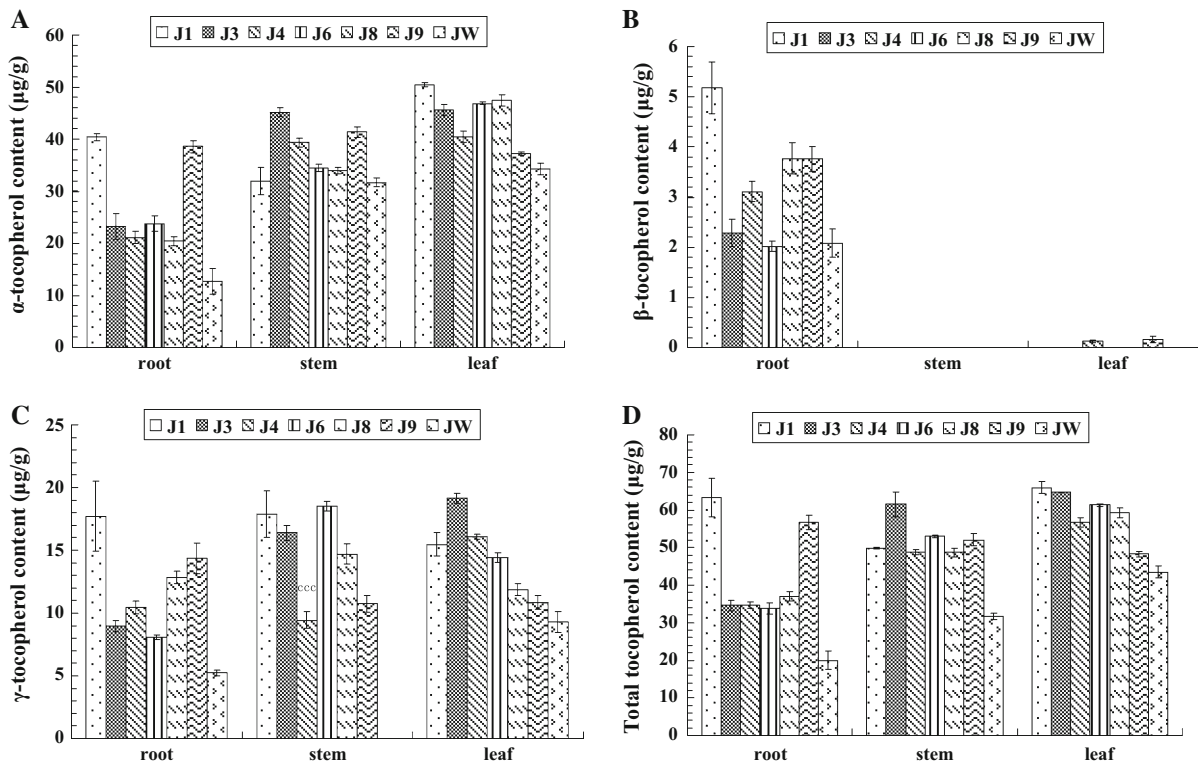 A
J1 J3 J4 J6 J8 J9 JW
α-tocopherol content (µg/g)
60
50
40
30
20
10
0
root stem leaf
B
J1 J3 J4 J6 J8 J9 JW
β-tocopherol content (µg/g)
6
5
4
3
2
1
0
root stem leaf
C
J1 J3 J4 J6 J8 J9 JW
γ-tocopherol content (µg/g)
25
20
15
10
5
0
ccc
root stem leaf
D
J1 J3 J4 J6 J8 J9 JW
Total tocopherol content (µg/g)
80
70
60
50
40
30
20
10
0
root stem leaf